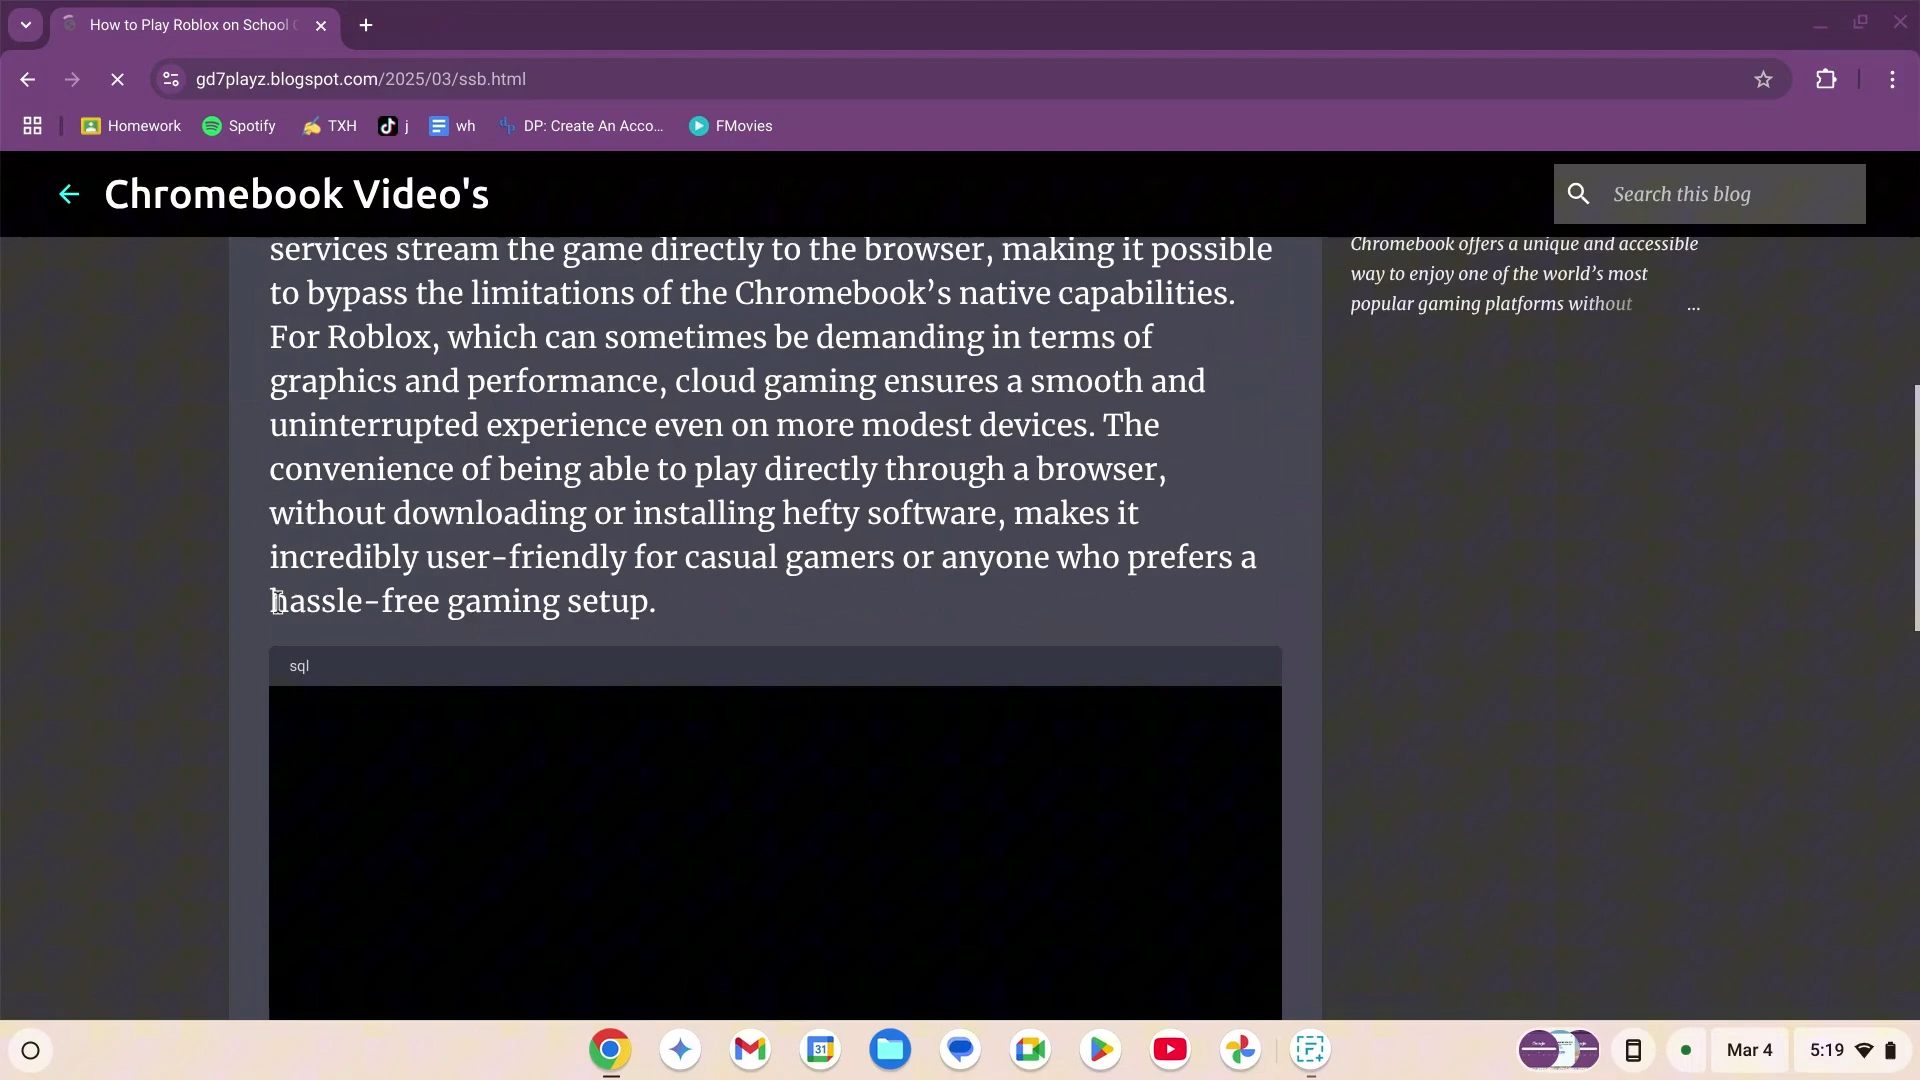 How to Play Roblox on School C
gd7playz.blogspot.com/2025/03/ssb.html
Homework
Spotify
TXH
j
wh
DP: Create An Acco...
FMovies
Chromebook Video's
Search this blog
services stream the game directly to the browser, making it possible
to bypass the limitations of the Chromebook’s native capabilities.
For Roblox, which can sometimes be demanding in terms of
graphics and performance, cloud gaming ensures a smooth and
uninterrupted experience even on more modest devices. The
convenience of being able to play directly through a browser,
without downloading or installing hefty software, makes it
incredibly user-friendly for casual gamers or anyone who prefers a
hassle-free gaming setup.
sql
Chromebook offers a unique and accessible
way to enjoy one of the world’s most
popular gaming platforms without ...
31
Mar 4
5:19